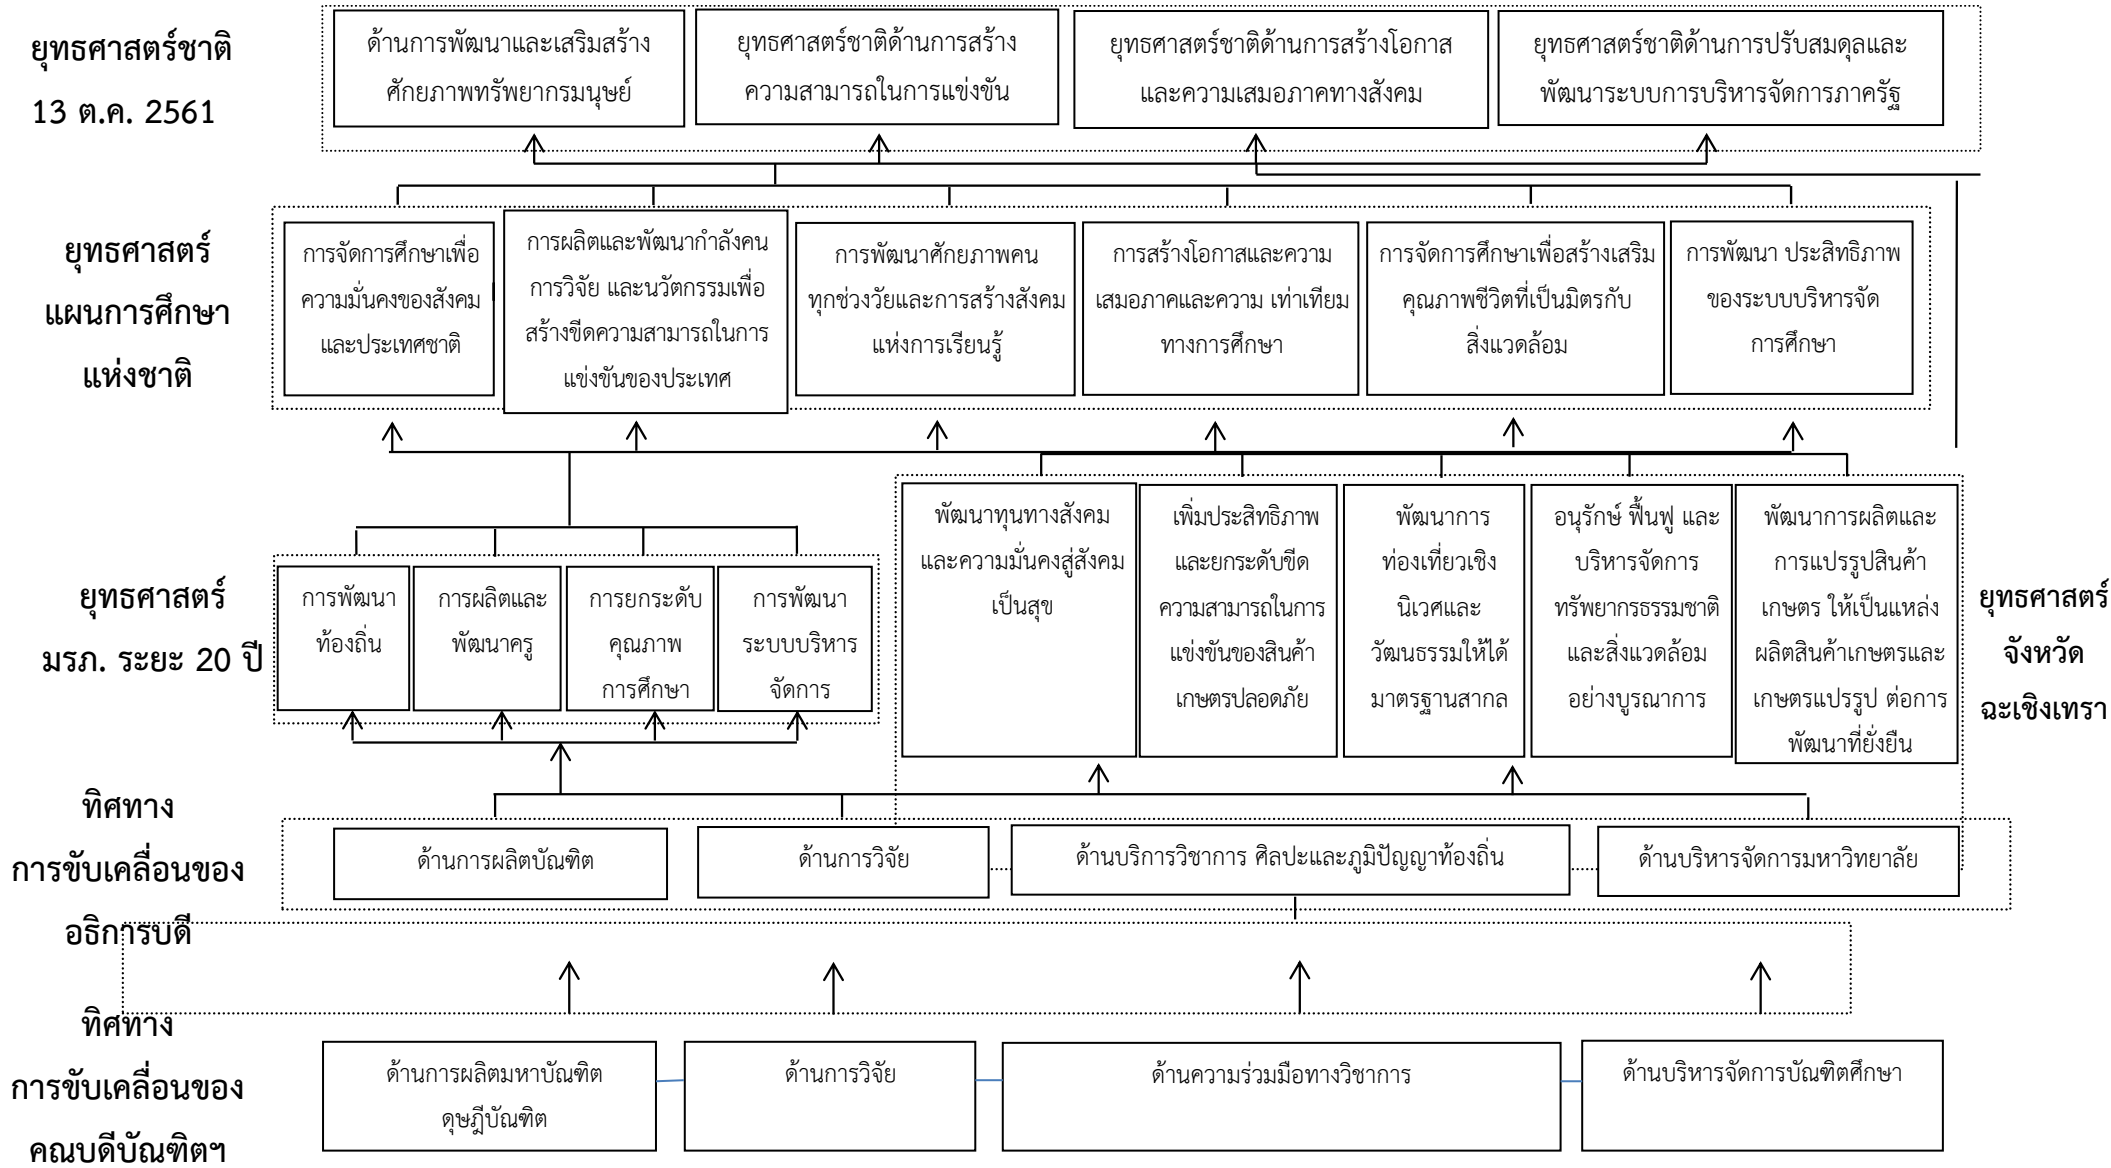 ยุทธศาสตร์ชาติ
13 ต.ค. 2561
ด้านการพัฒนาและเสริมสร้าง
ศักยภาพทรัพยากรมนุษย์
ยุทธศาสตร์ชาติด้านการสร้าง
ความสามารถในการแข่งขัน
ยุทธศาสตร์ชาติด้านการสร้างโอกาส
และความเสมอภาคทางสังคม
ยุทธศาสตร์ชาติด้านการปรับสมดุลและ
พัฒนาระบบการบริหารจัดการภาครัฐ
ยุทธศาสตร์
แผนการศึกษา
แห่งชาติ
การจัดการศึกษาเพื่อ
ความมั่นคงของสังคม
และประเทศชาติ
การผลิตและพัฒนากำลังคน
การวิจัย และนวัตกรรมเพื่อ
สร้างขีดความสามารถในการ
แข่งขันของประเทศ
การพัฒนาศักยภาพคน
ทุกช่วงวัยและการสร้างสังคม
แห่งการเรียนรู้
การสร้างโอกาสและความ
เสมอภาคและความ เท่าเทียม
ทางการศึกษา
การจัดการศึกษาเพื่อสร้างเสริม
คุณภาพชีวิตที่เป็นมิตรกับ
สิ่งแวดล้อม
การพัฒนา ประสิทธิภาพ
ของระบบบริหารจัด
การศึกษา
ยุทธศาสตร์
มรภ. ระยะ 20 ปี
การพัฒนา
ท้องถิ่น
การผลิตและ
พัฒนาครู
การยกระดับ
คุณภาพ
การศึกษา
การพัฒนา
ระบบบริหาร
จัดการ
พัฒนาทุนทางสังคม
และความมั่นคงสู่สังคม
เป็นสุข
เพิ่มประสิทธิภาพ
และยกระดับขีด
ความสามารถในการ
แข่งขันของสินค้า
เกษตรปลอดภัย
พัฒนาการ
ท่องเที่ยวเชิง
นิเวศและ
วัฒนธรรมให้ได้
มาตรฐานสากล
อนุรักษ์ ฟื้นฟู และ
บริหารจัดการ
ทรัพยากรธรรมชาติ
และสิ่งแวดล้อม
อย่างบูรณาการ
พัฒนาการผลิตและ
การแปรรูปสินค้า
เกษตร ให้เป็นแหล่ง
ผลิตสินค้าเกษตรและ
เกษตรแปรรูป ต่อการ
พัฒนาที่ยั่งยืน
ยุทธศาสตร์
จังหวัด
ฉะเชิงเทรา
ทิศทาง
การขับเคลื่อนของ
อธิการบดี
ด้านการผลิตบัณฑิต
ด้านการวิจัย
ด้านบริการวิชาการ ศิลปะและภูมิปัญญาท้องถิ่น
ด้านบริหารจัดการมหาวิทยาลัย
ทิศทาง
การขับเคลื่อนของ
คณบดีบัณฑิตฯ
ด้านการผลิตมหาบัณฑิต
ดุษฎีบัณฑิต
ด้านการวิจัย
ด้านความร่วมมือทางวิชาการ
ด้านบริหารจัดการบัณฑิตศึกษา